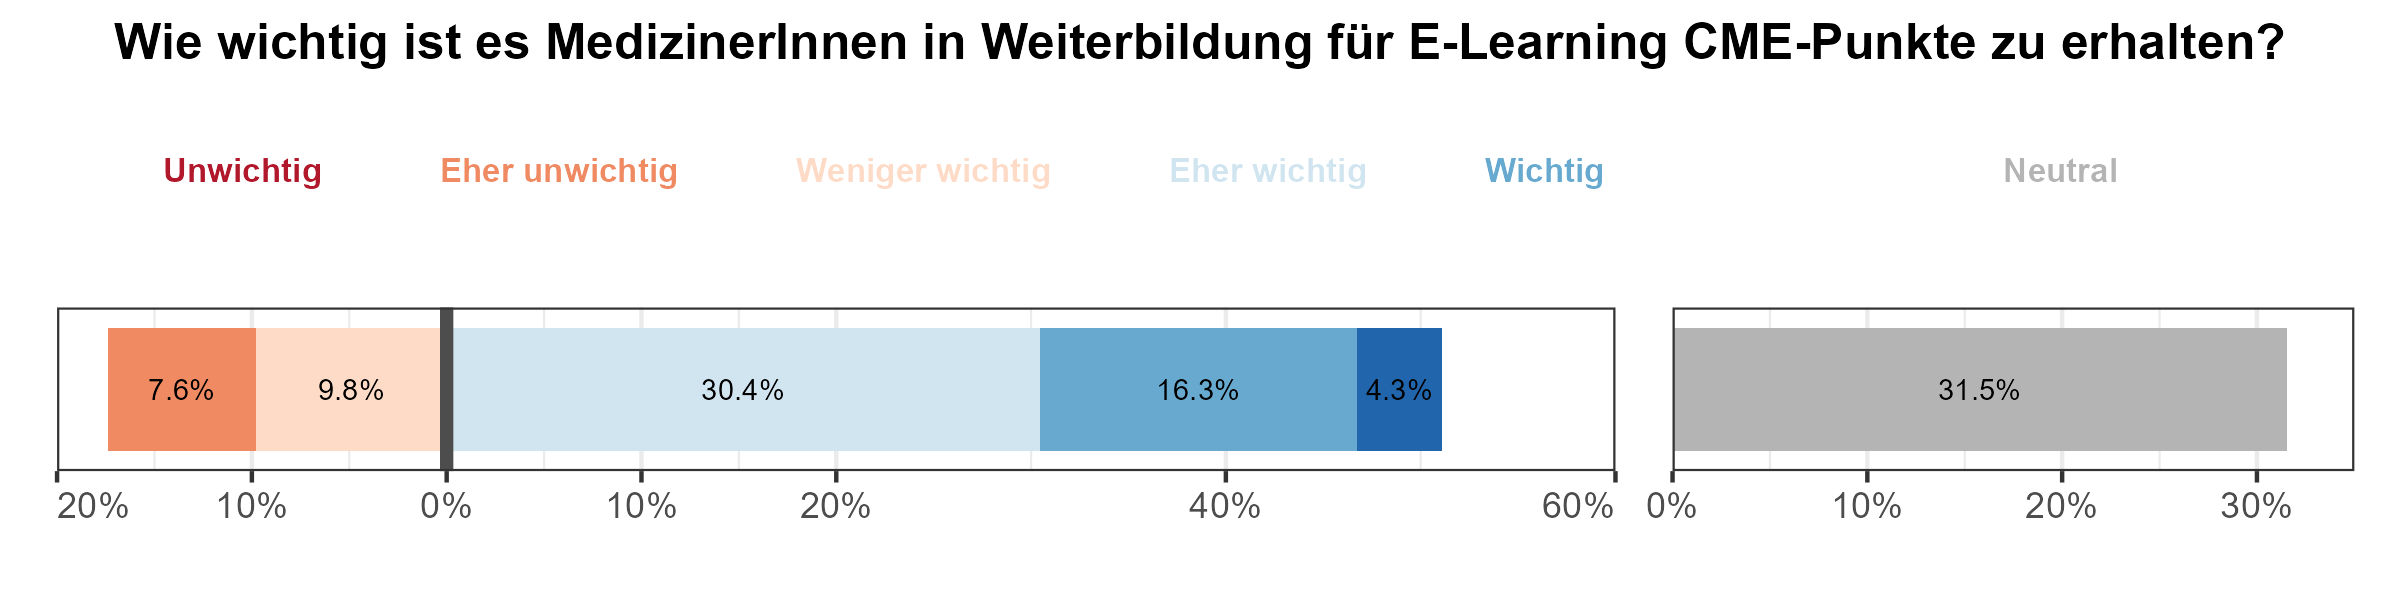 Wie wichtig ist es MedizinerInnen in Weiterbildung für E-Learning CME-Punkte zu erhalten?
Unwichtig Eher unwichtig Weniger wichtig Eher wichtig Wichtig Neutral
7.6% 9.8% 30.4% 16.3% 4.3% 31.5%
20% 10% 0% 10% 20% 40% 60% 0% 10% 20% 30%